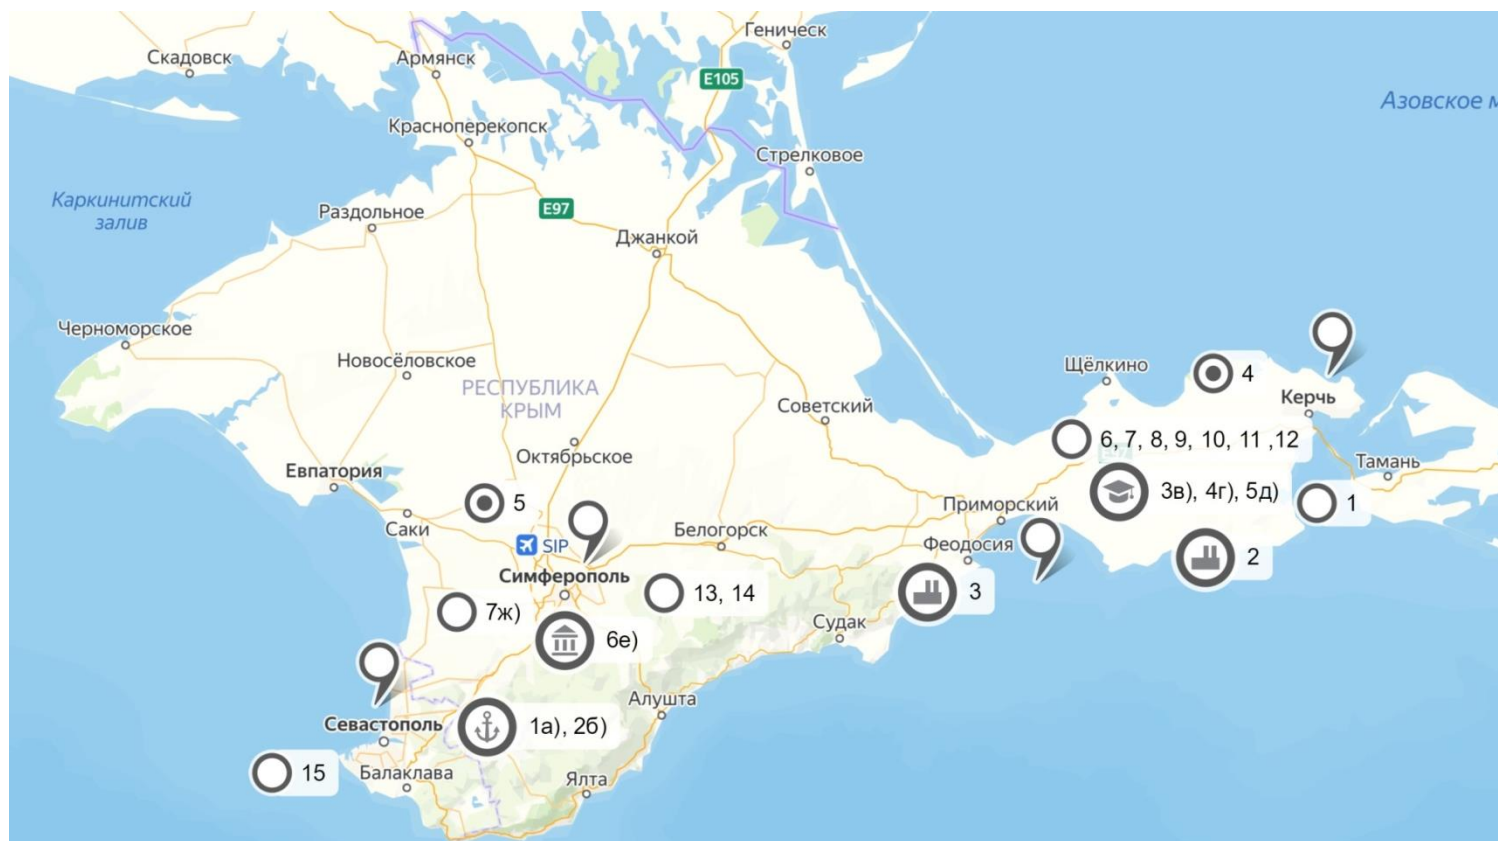 Геническ
Скадовск
Армянск
E105
Азовское м
Красноперекопск
Стрелковое
Каркинитский
залив
Раздольное
E97
Джанкой
Черноморское
Новосёловское
РЕСПУБЛИКА
КРЫМ
Щёлкино
4
Керчь
Советский
6, 7, 8, 9, 10, 11 ,12
Октябрьское
Евпатория
Тамань
3в), 4г), 5д)
1
5
Саки
Приморский
Белогорск
Феодосия
SIP
2
Симферополь
13, 14
3
7ж)
Судак
6е)
Алушта
Севастополь
1а), 2б)
15
Балаклава
Ялта